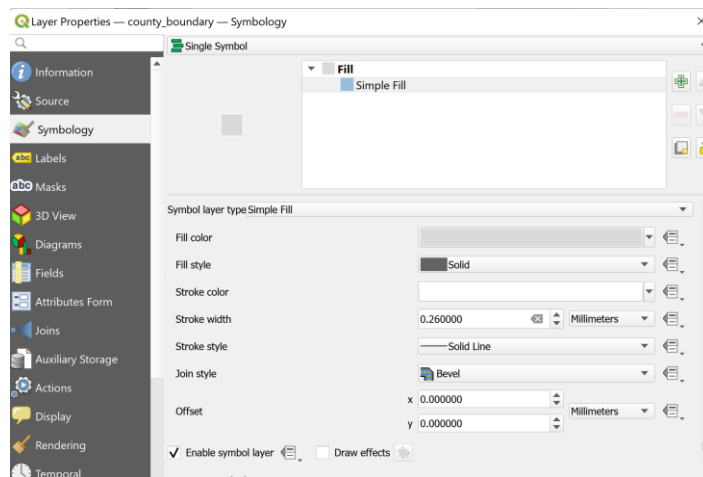 Layer Properties — county_boundary — Symbology
Single Symbol
Information
Source
Symbology
abc Labels
abc Masks
3D View
Diagrams
Fields
Attributes Form
Joins
Auxiliary Storage
Actions
Display
Rendering
Temporal
Fill
Simple Fill
Symbol layer type Simple Fill
Fill color
Fill style Solid
Stroke color
Stroke width 0.260000 Millimeters
Stroke style Solid Line
Join style Bevel
Offset x 0.000000 Millimeters
y 0.000000
Enable symbol layer Draw effects